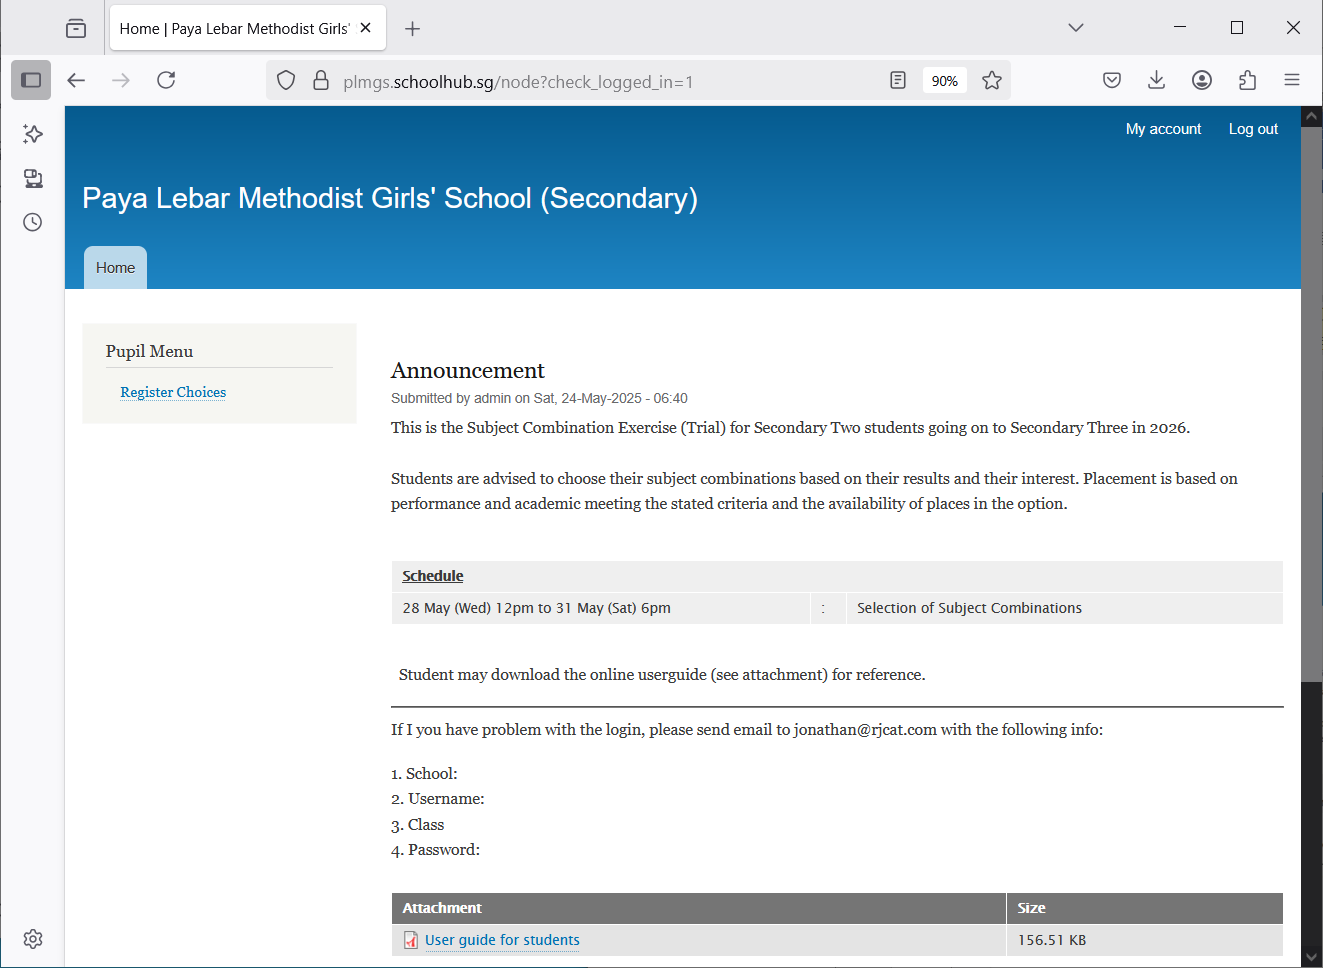 Home | Paya Lebar Methodist Girls'
plmgs.schoolhub.sg/node?check_logged_in=1
90%
My account Log out
Paya Lebar Methodist Girls' School (Secondary)
Home
Pupil Menu
Register Choices
Announcement
Submitted by admin on Sat, 24-May-2025 - 06:40
This is the Subject Combination Exercise (Trial) for Secondary Two students going on to Secondary Three in 2026.
Students are advised to choose their subject combinations based on their results and their interest. Placement is based on
performance and academic meeting the stated criteria and the availability of places in the option.
Schedule
28 May (Wed) 12pm to 31 May (Sat) 6pm : Selection of Subject Combinations
Student may download the online userguide (see attachment) for reference.
If I you have problem with the login, please send email to jonathan@rjcat.com with the following info:
1. School:
2. Username:
3. Class
4. Password:
Attachment Size
User guide for students 156.51 KB